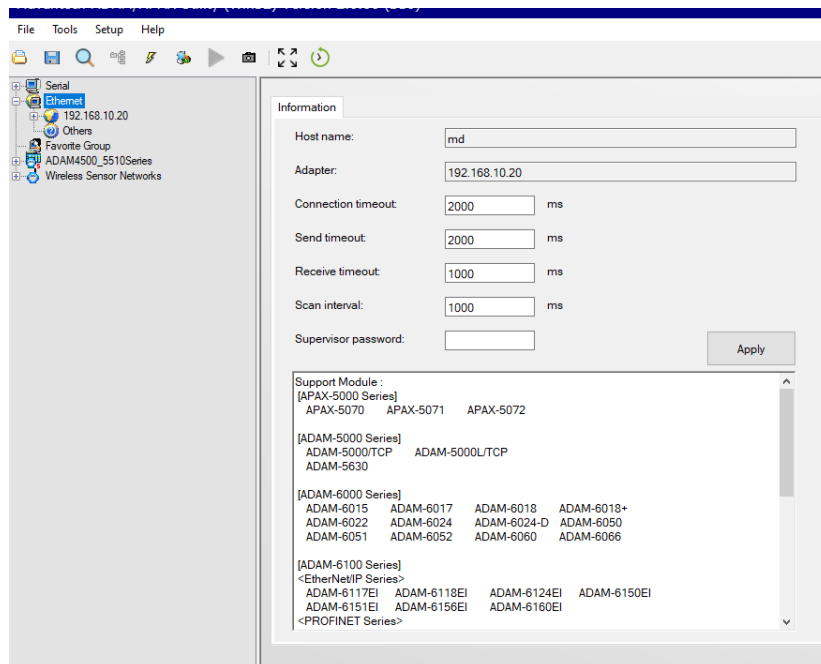 File Tools Setup Help
Serial
Ethernet
192.168.10.20
Others
Favorite Group
ADAM4500_5510Series
Wireless Sensor Networks
Information
Host name: md
Adapter: 192.168.10.20
Connection timeout: 2000 ms
Send timeout: 2000 ms
Receive timeout: 1000 ms
Scan interval: 1000 ms
Supervisor password:
Apply
Support Module :
[APAX-5000 Series]
APAX-5070 APAX-5071 APAX-5072
[ADAM-5000 Series]
ADAM-5000/TCP ADAM-5000L/TCP
ADAM-5630
[ADAM-6000 Series]
ADAM-6015 ADAM-6017 ADAM-6018 ADAM-6018+
ADAM-6022 ADAM-6024 ADAM-6024-D ADAM-6050
ADAM-6051 ADAM-6052 ADAM-6060 ADAM-6066
[ADAM-6100 Series]
<EtherNet/IP Series>
ADAM-6117EI ADAM-6118EI ADAM-6124EI ADAM-6150EI
ADAM-6151EI ADAM-6156EI ADAM-6160EI
<PROFINET Series>